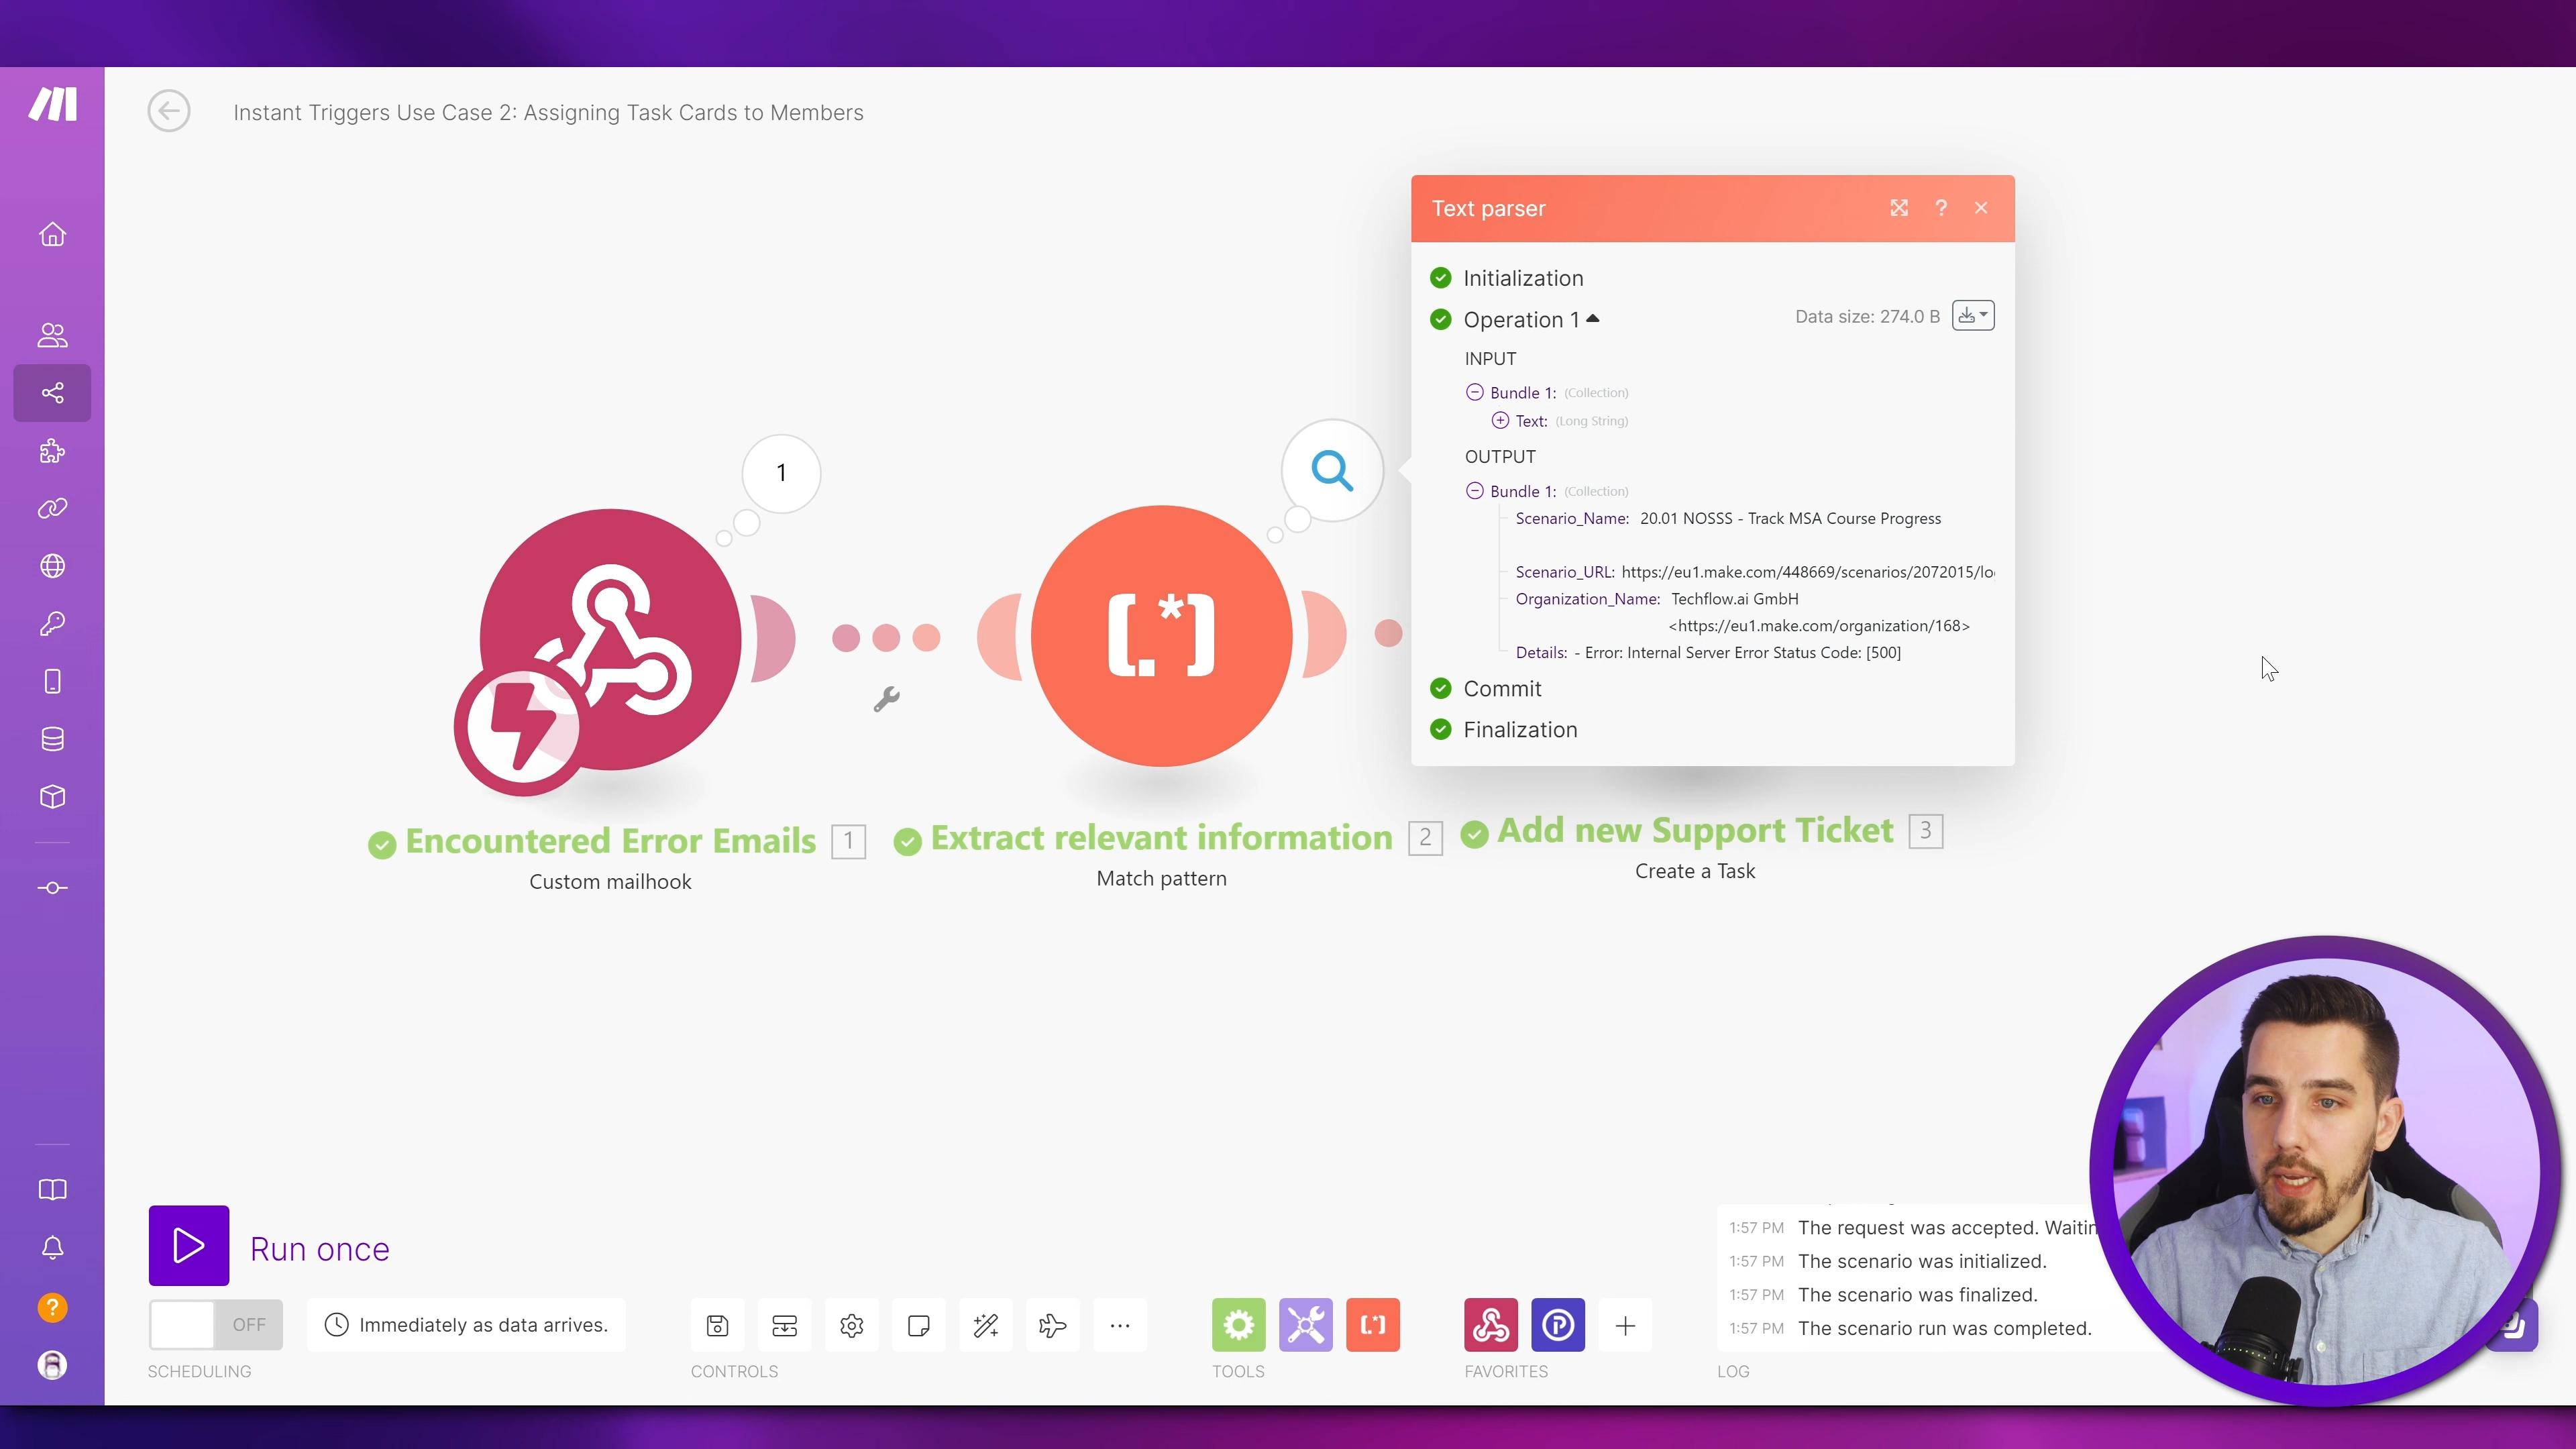 Instant Triggers Use Case 2: Assigning Task Cards to Members
Text parser
?
Initialization
Operation 1
Data size: 274.0 B
INPUT
Bundle 1: (Collection)
Text: (Long String)
OUTPUT
Bundle 1: (Collection)
Scenario_Name: 20.01 NOSSS - Track MSA Course Progress
Scenario_URL: https://eu1.make.com/448669/scenarios/2072015/lo
Organization_Name: Techflow.ai GmbH
<https://eu1.make.com/organization/168>
Details: - Error: Internal Server Error Status Code: [500]
Commit
Finalization
1
[.*]
Encountered Error Emails 1
Custom mailhook
Extract relevant information 2
Match pattern
Add new Support Ticket 3
Create a Task
Run once
OFF
Immediately as data arrives.
SCHEDULING
CONTROLS
TOOLS
FAVORITES
LOG
1:57 PM The request was accepted. Waitin
1:57 PM The scenario was initialized.
1:57 PM The scenario was finalized.
1:57 PM The scenario run was completed.
?